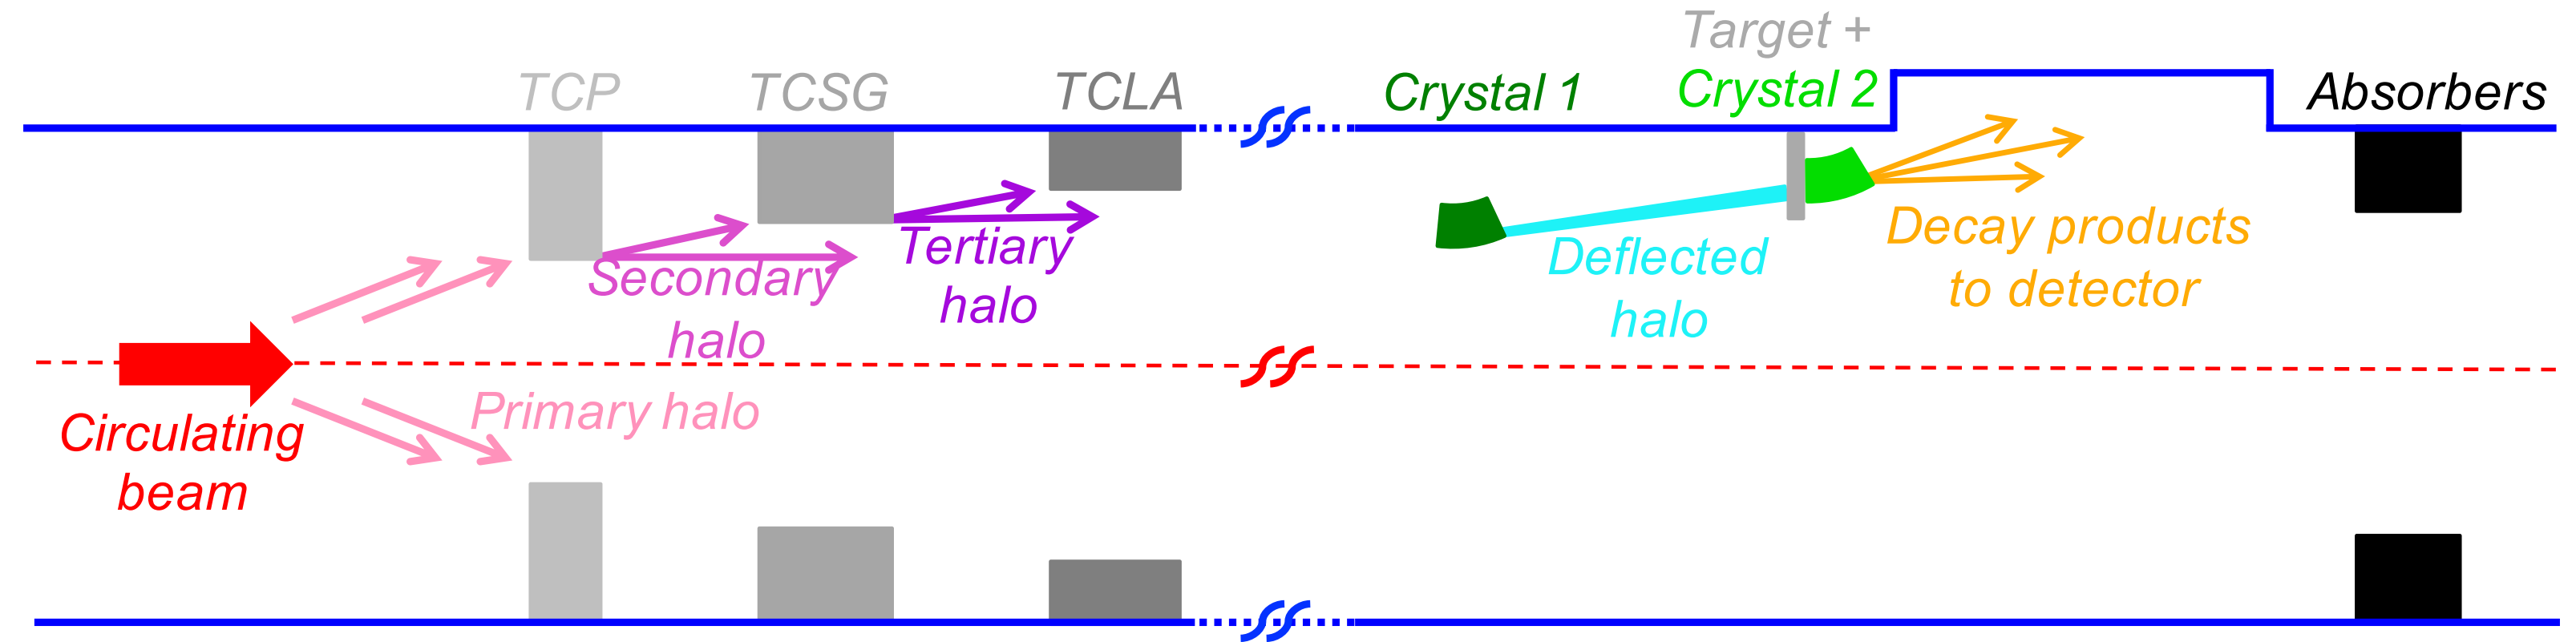 TCP
TCSG
TCLA
Crystal 1
Target +
Crystal 2
Absorbers
Secondary
halo
Tertiary
halo
Deflected
halo
Decay products
to detector
Primary halo
Circulating
beam